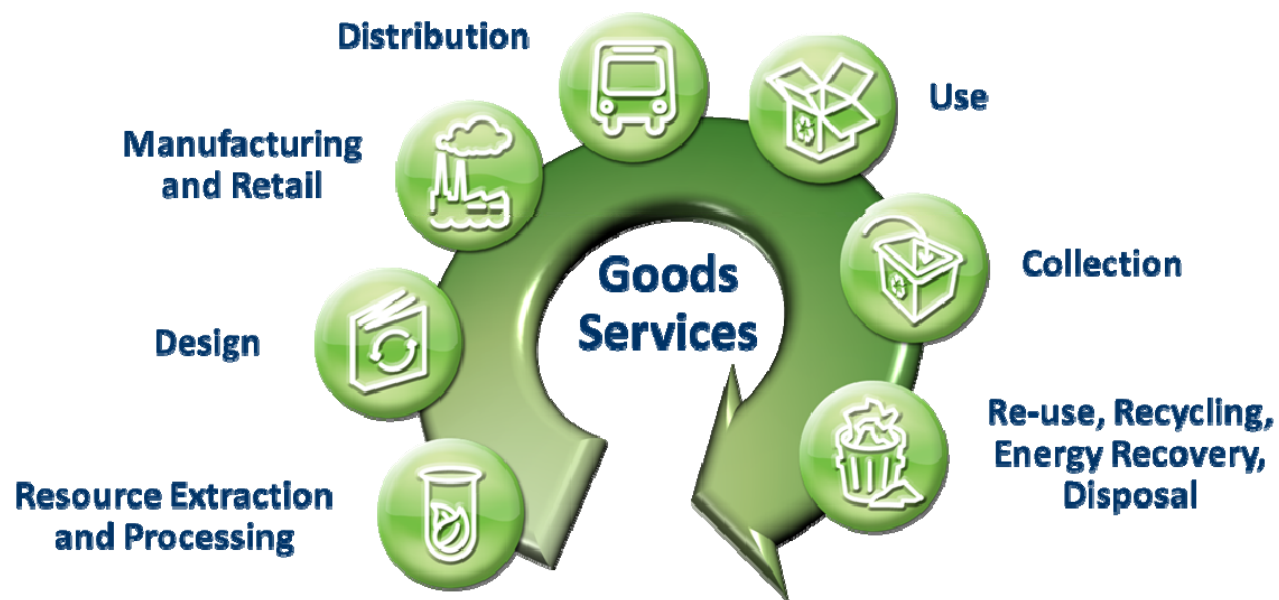 Distribution
Use
Manufacturing
and Retail
Goods
Services
Collection
Design
Re-use, Recycling,
Energy Recovery,
Disposal
Resource Extraction
and Processing